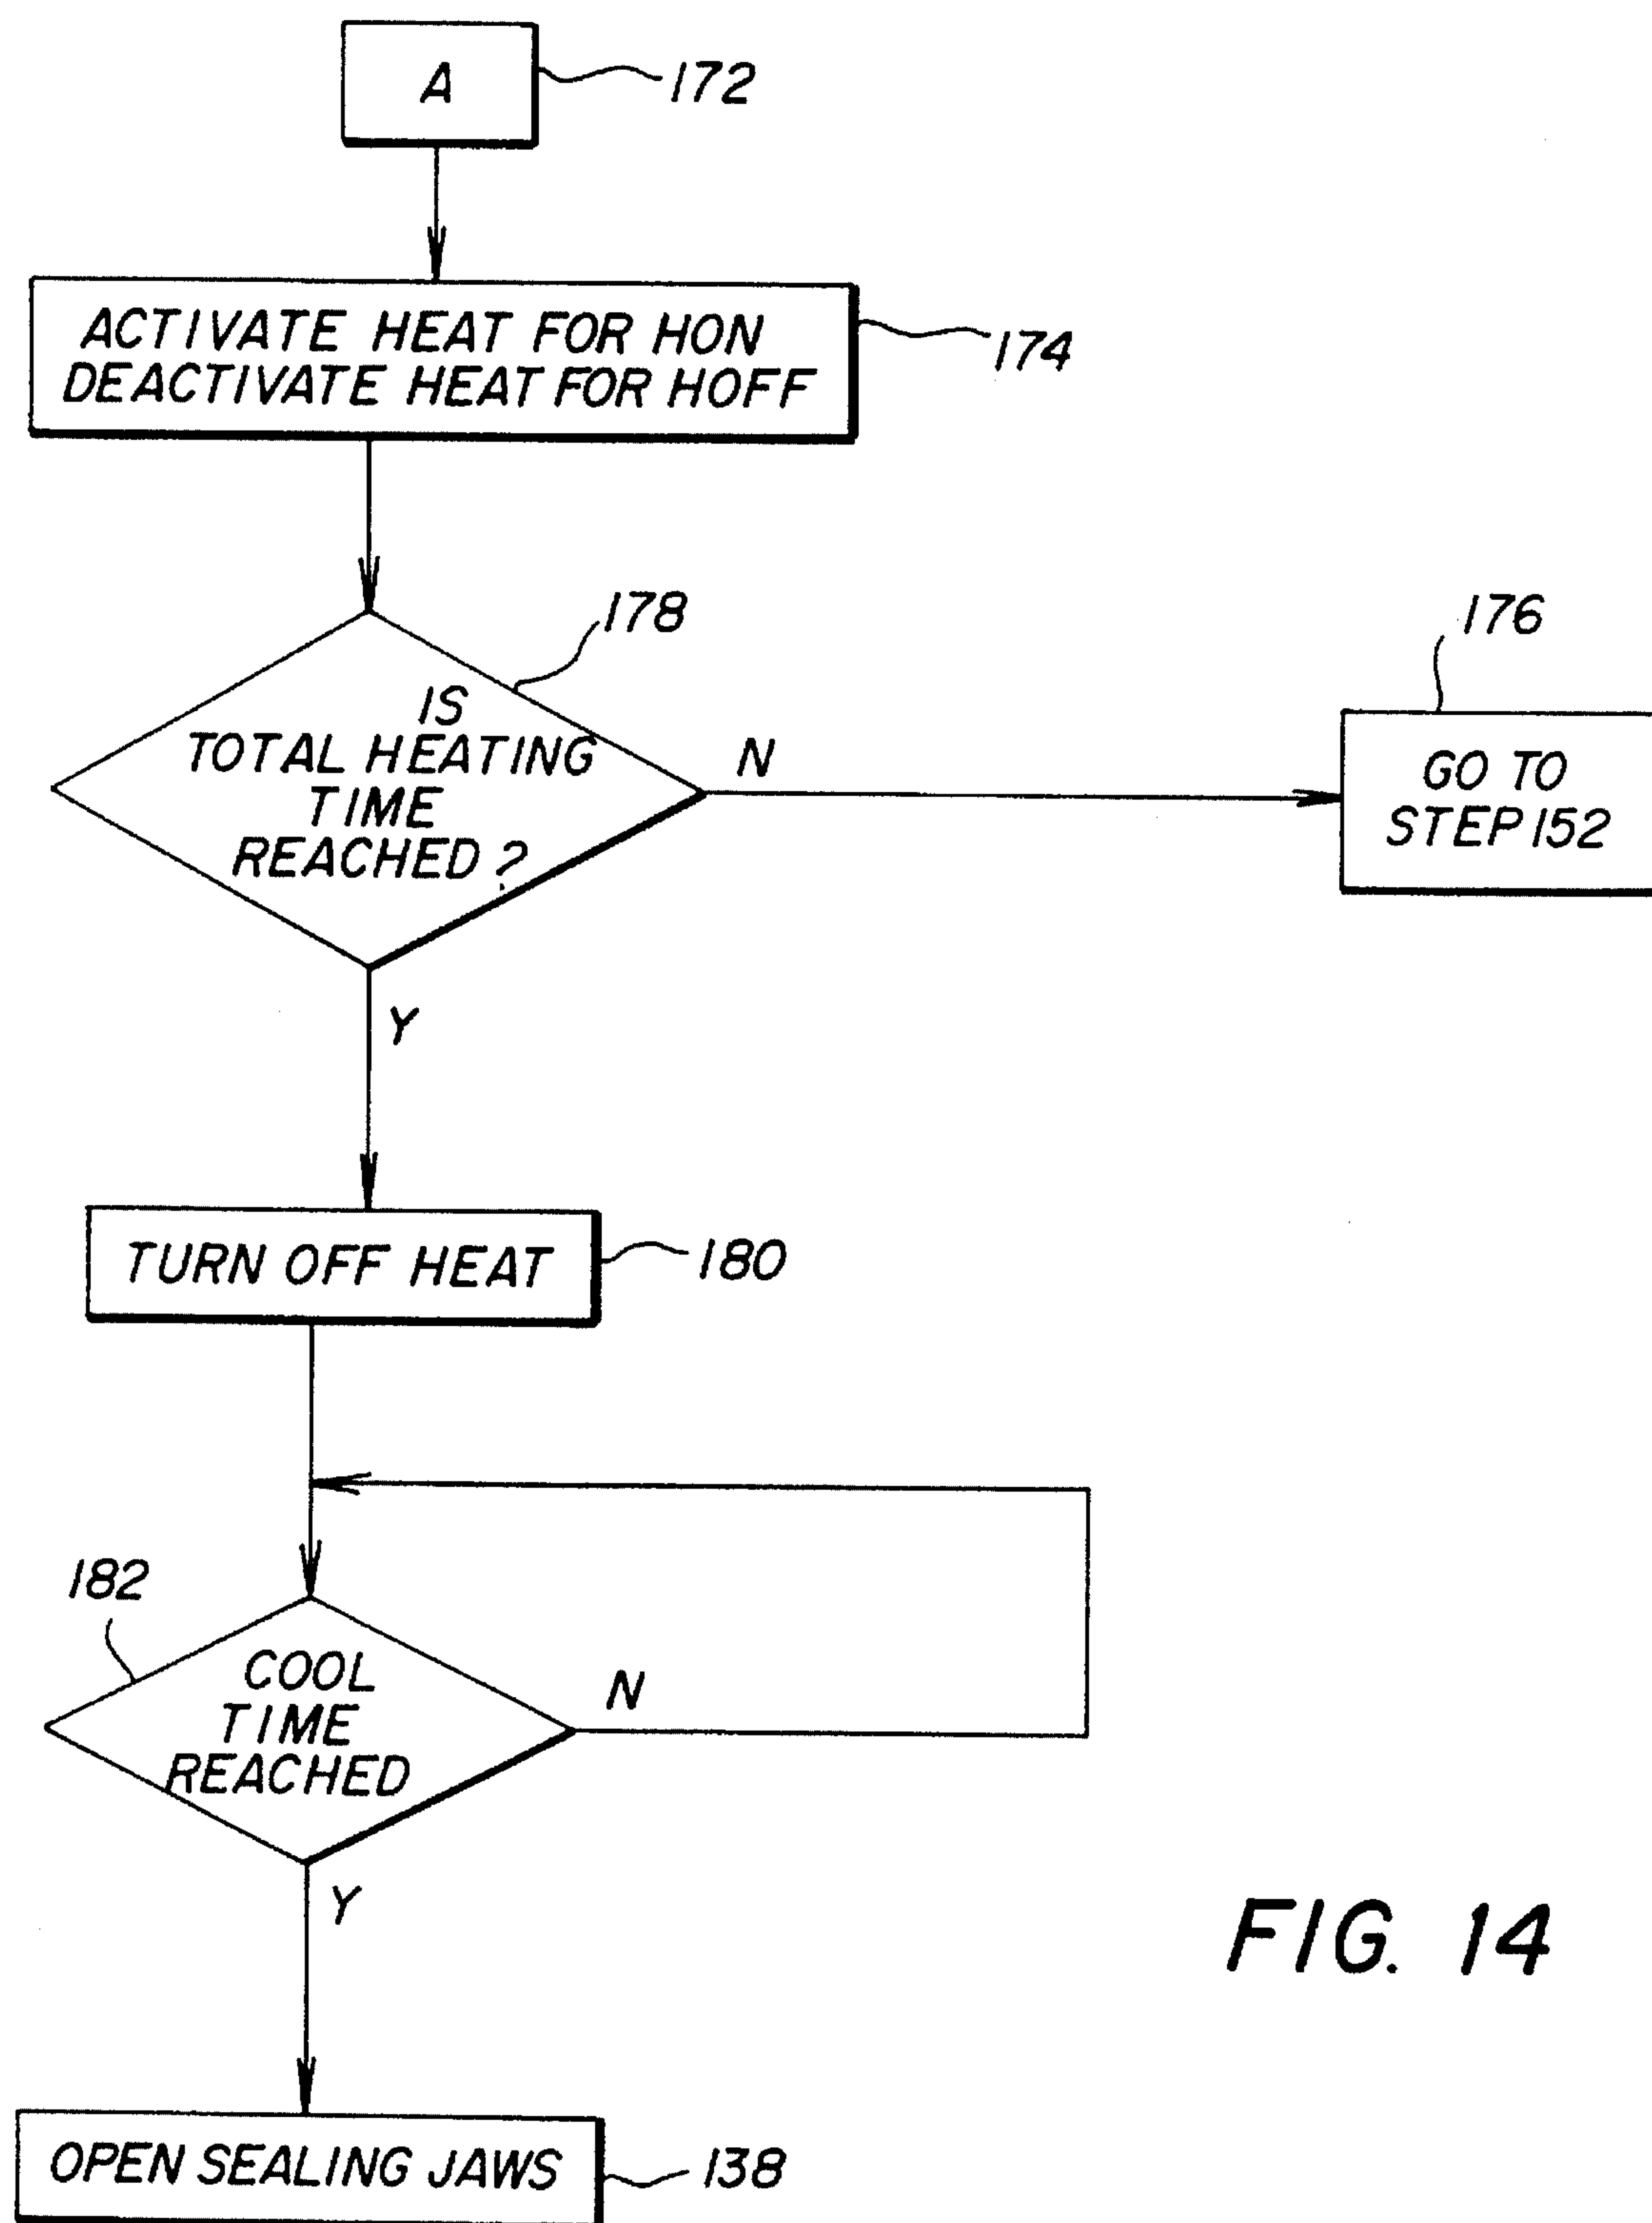 A
172
ACTIVATE HEAT FOR HON
DEACTIVATE HEAT FOR HOFF
174
178
IS
TOTAL HEATING
TIME
REACHED?
N
176
GO TO
STEP 152
Y
TURN OFF HEAT
180
182
COOL
TIME
REACHED
N
Y
OPEN SEALING JAWS
138
FIG. 14